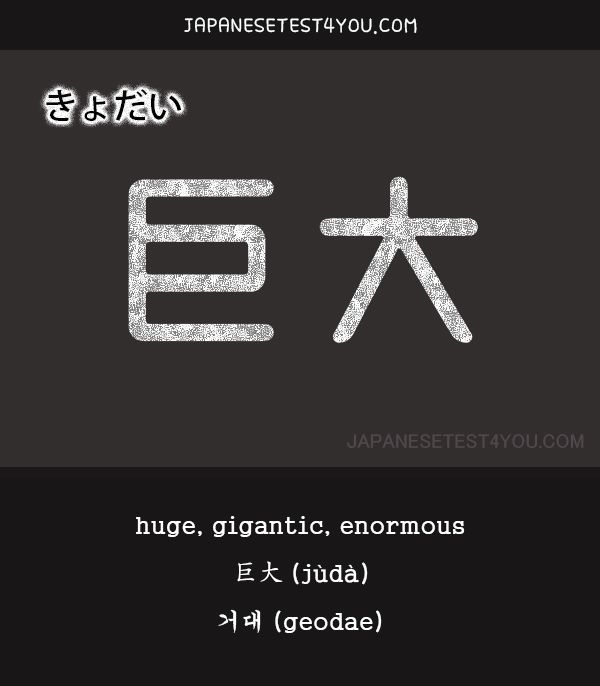 JAPANESETEST4YOU.COM
きょだい
巨大
JAPANESETEST4YOU.COM
huge, gigantic, enormous
巨大 (jùdà)
거대 (geodae)